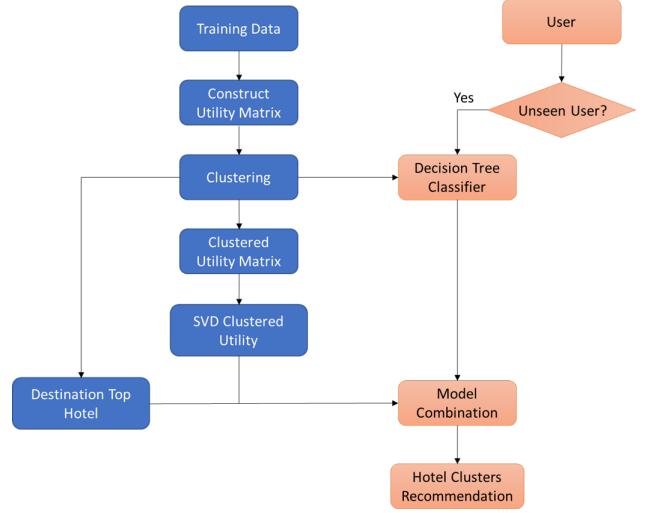 Training Data
User
Construct
Utility Matrix
Yes
Unseen User?
Clustering
Decision Tree
Classifier
Clustered
Utility Matrix
SVD Clustered
Utility
Destination Top
Hotel
Model
Combination
Hotel Clusters
Recommendation